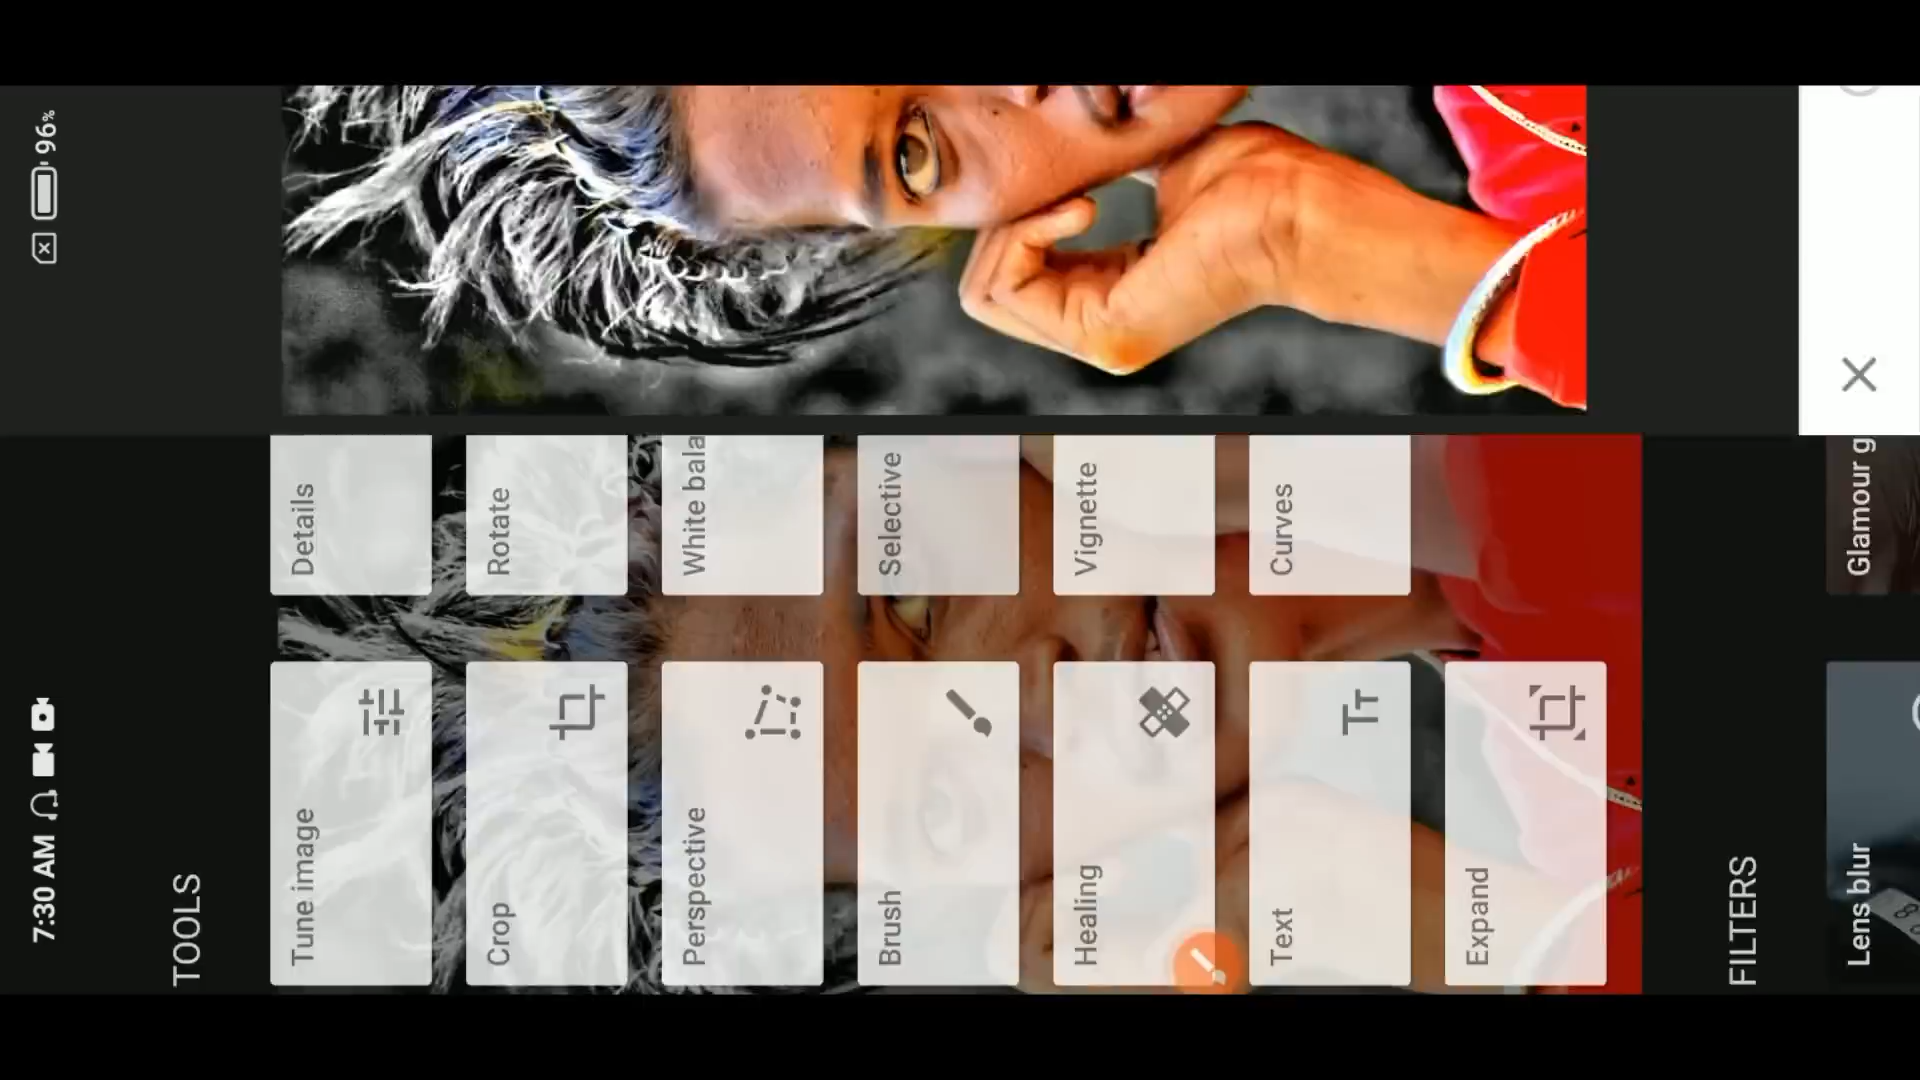 7:30 AM
96%
TOOLS
Tune image
Details
Crop
Rotate
Perspective
White bala
Brush
Selective
Healing
Vignette
Text
Curves
Expand
FILTERS
Lens blur
Glamour g